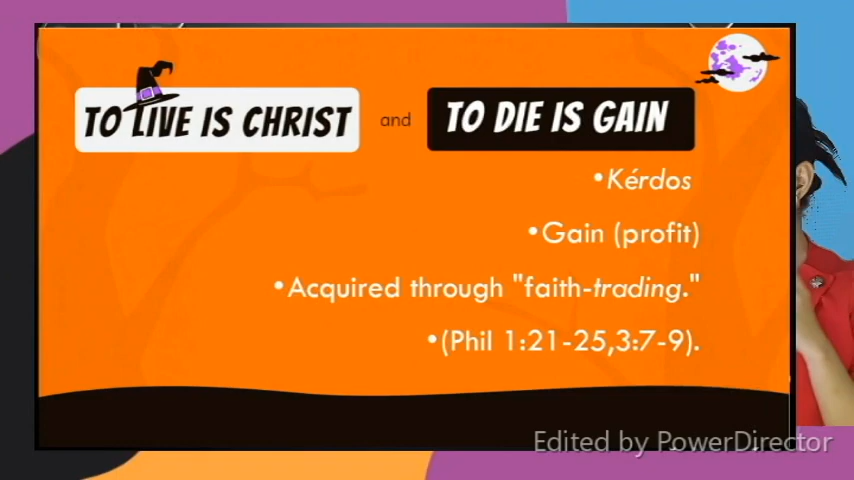 TO LIVE IS CHRIST and TO DIE IS GAIN
•Kérdos
•Gain (profit)
•Acquired through "faith-trading."
•(Phil 1:21-25,3:7-9).
Edited by PowerDirector